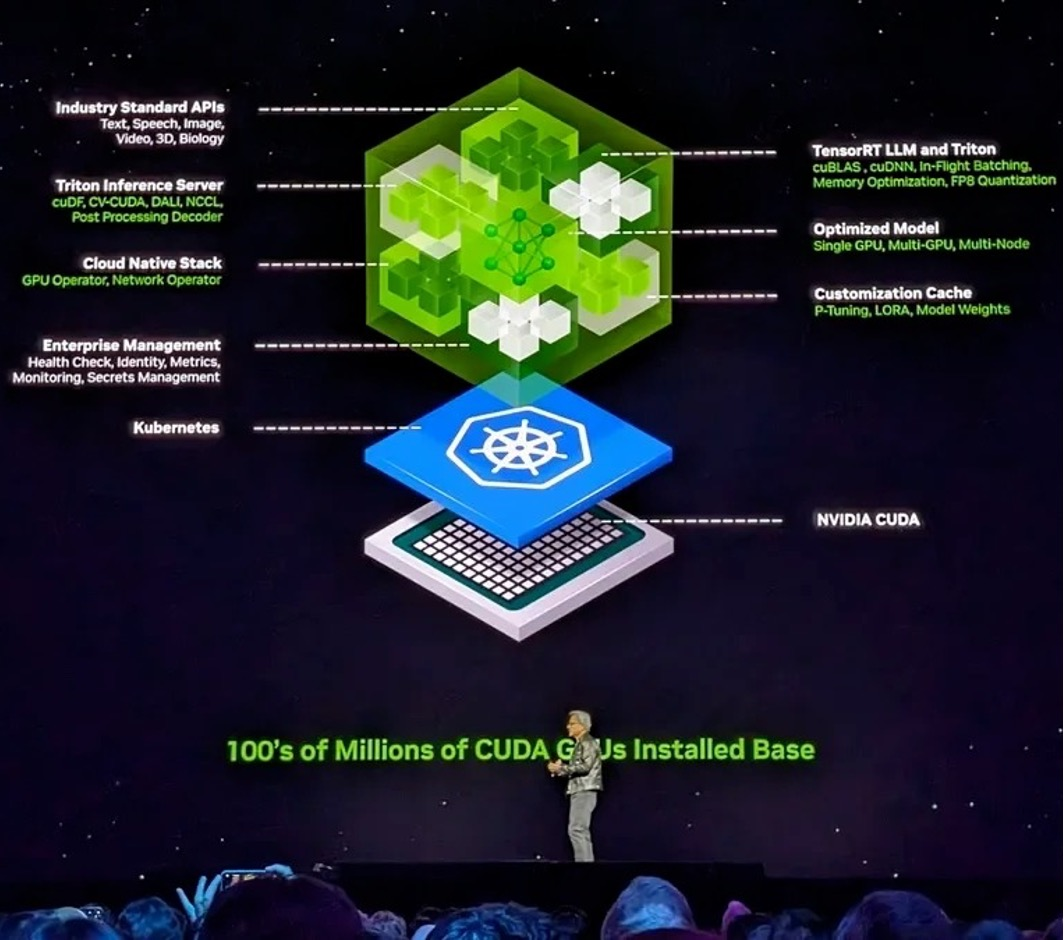 Industry Standard APIs
Text, Speech, Image,
Video, 3D, Biology
Triton Inference Server
cuDF, CV-CUDA, DALI, NCCL,
Post Processing Decoder
Cloud Native Stack
GPU Operator, Network Operator
Enterprise Management
Health Check, Identity, Metrics,
Monitoring, Secrets Management
Kubernetes
TensorRT LLM and Triton
cuBLAS , cuDNN, In-Flight Batching,
Memory Optimization, FP8 Quantization
Optimized Model
Single GPU, Multi-GPU, Multi-Node
Customization Cache
P-Tuning, LORA, Model Weights
NVIDIA CUDA
100's of Millions of CUDA GPUs Installed Base